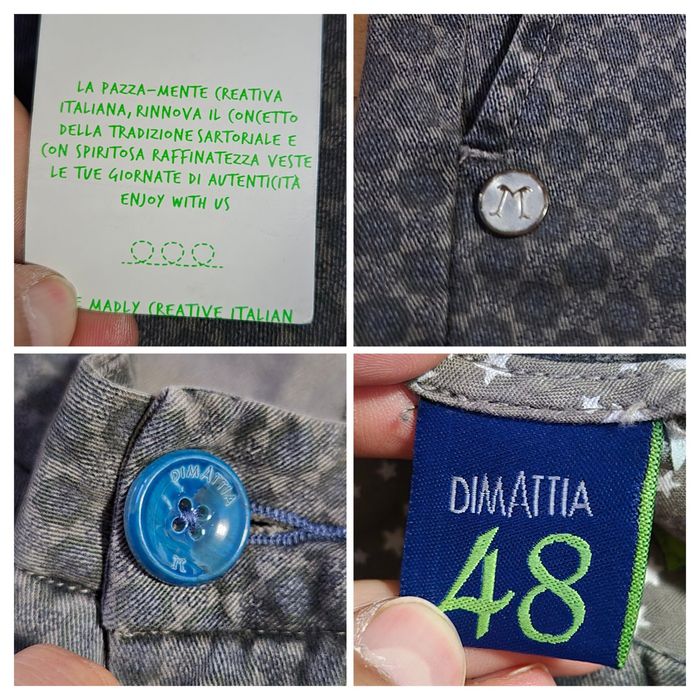 LA PAZZA-MENTE CREATIVA
ITALIANA, RINNOVA IL CONCETTO
DELLA TRADIZIONE SARTORIALE E
CON SPIRITOSA RAFFINATEZZA VESTE
LE TUE GIORNATE DI AUTENTICITÀ
ENJOY WITH US
MADLY CREATIVE ITALIAN
M
DIMATTIA
M
DIMATTIA
48